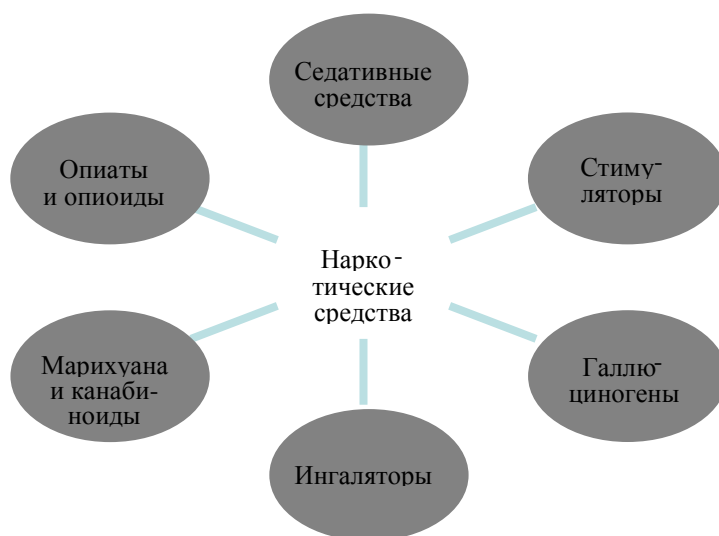 Седативные
средства
Стиму-
ляторы
Галлю-
циногены
Ингаляторы
Марихуана
и канаби-
ноиды
Опиаты
и опиоиды
Нарко-
тические
средства